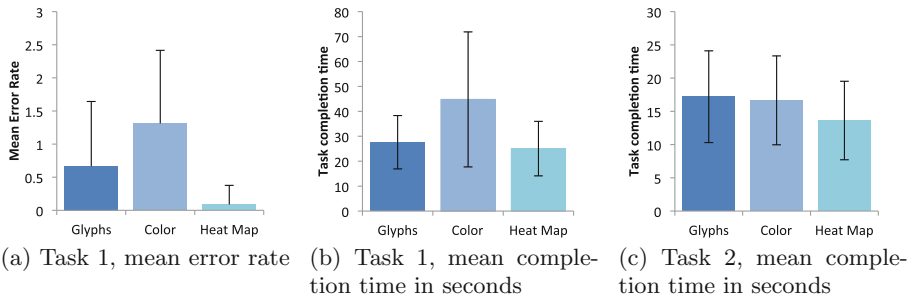 Mean Error Rate
3
2.5
2
1.5
1
0.5
0
Glyphs Color Heat Map
(a) Task 1, mean error rate
Task completion time
80
70
60
50
40
30
20
10
0
Glyphs Color Heat Map
(b) Task 1, mean comple-
tion time in seconds
Task completion time
30
25
20
15
10
5
0
Glyphs Color Heat Map
(c) Task 2, mean comple-
tion time in seconds